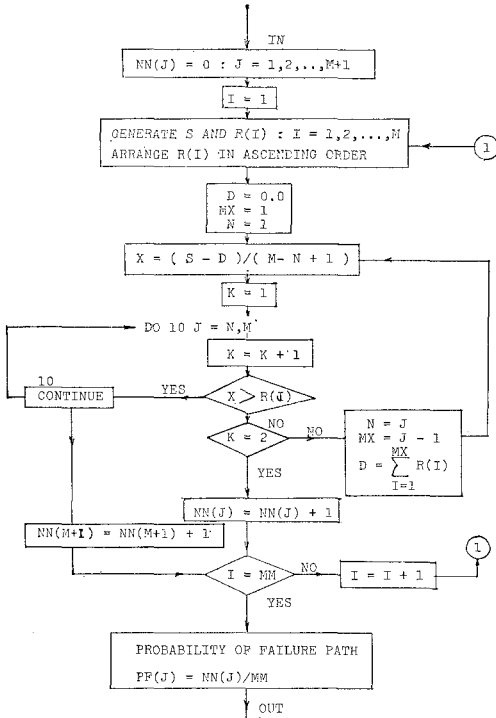 IN
NN(J) = 0 : J = 1,2,..,M+1
I = 1
GENERATE S AND R(I) : I = 1,2,...,M
ARRANGE R(I) IN ASCENDING ORDER
1
D = 0.0
MX = 1
N = 1
X = ( S - D )/( M- N + 1 )
K = 1
DO 10 J = N,M
K = K + 1
10
CONTINUE
YES
X > R(J)
NO
K = 2
NO
YES
N = J
MX = J - 1
MX
D = ∑ R(I)
I=1
NN(J) = NN(J) + 1
NN(M+1) = NN(M+1) + 1
I = MM
NO
I = I + 1
1
YES
PROBABILITY OF FAILURE PATH
PF(J) = NN(J)/MM
OUT